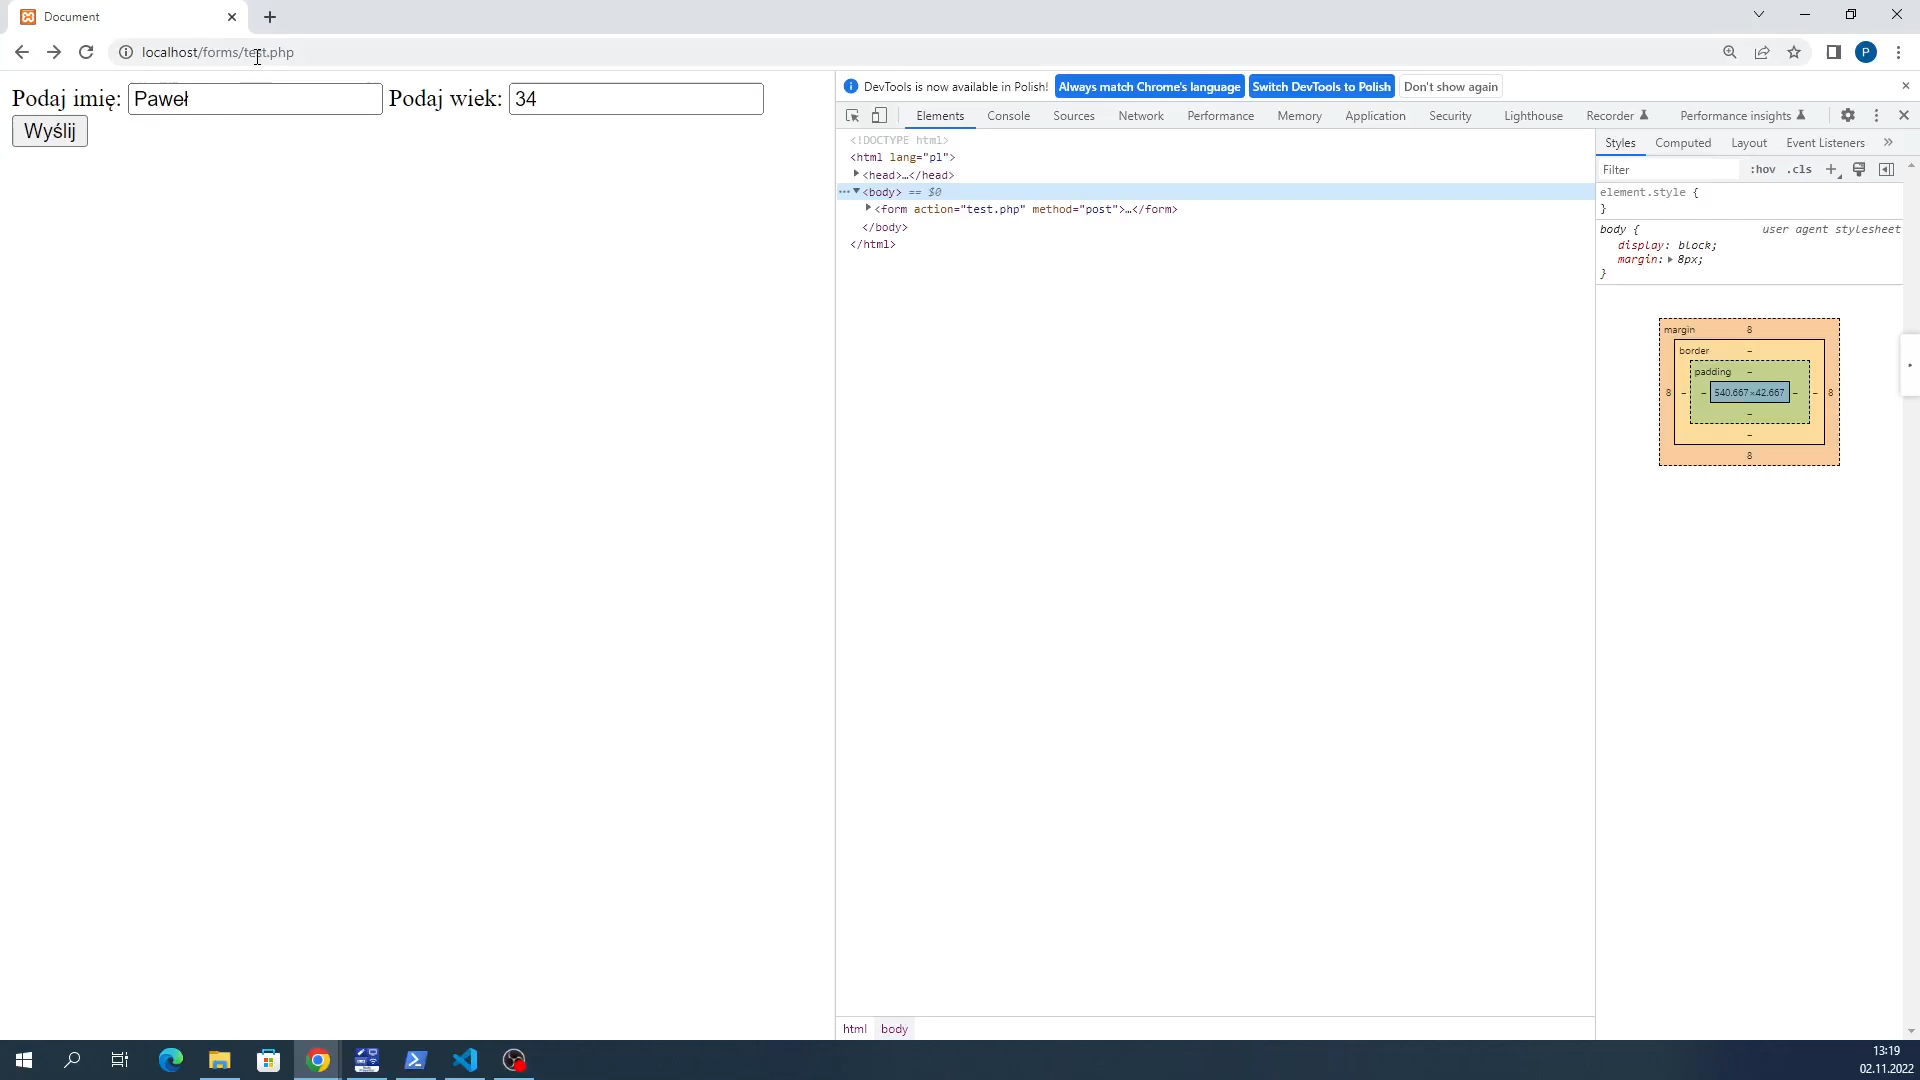 Document
localhost/forms/test.php
P
Podaj imię: Paweł Podaj wiek: 34
Wyślij
DevTools is now available in Polish! Always match Chrome's language Switch DevTools to Polish Don't show again
Elements Console Sources Network Performance Memory Application Security Lighthouse Recorder Performance insights
<!DOCTYPE html>
<html lang="pl">
<head>…</head>
<body> == $0
<form action="test.php" method="post">…</form>
</body>
</html>
html body
Styles Computed Layout Event Listeners
Filter :hov .cls
element.style {
}
body { user agent stylesheet
display: block;
margin: 8px;
}
margin 8
border –
padding –
8 – – 540.667×42.667 – – 8
–
–
8
13:19
02.11.2022